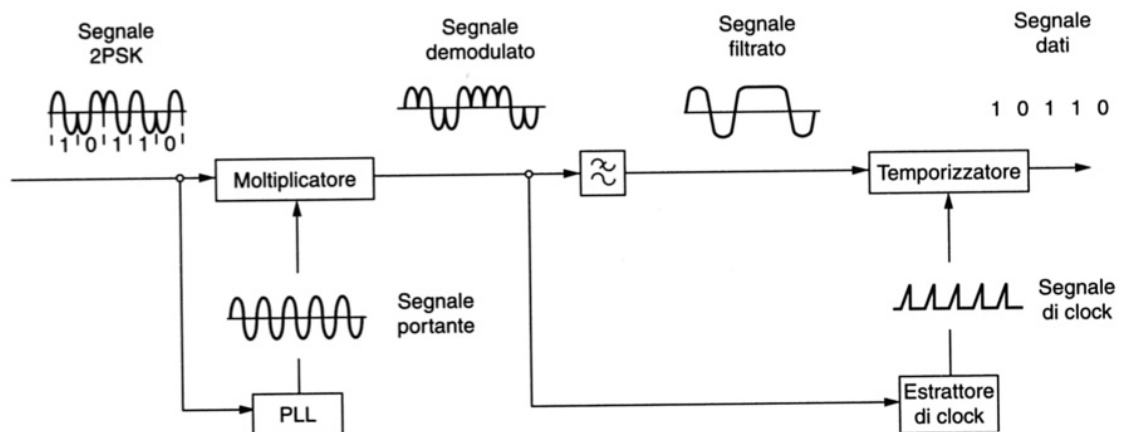 Segnale
2PSK
1 0 1 1 0
Segnale
demodulato
Segnale
filtrato
Segnale
dati
1 0 1 1 0
Moltiplicatore
Temporizzatore
Segnale
portante
Segnale
di clock
PLL
Estrattore
di clock